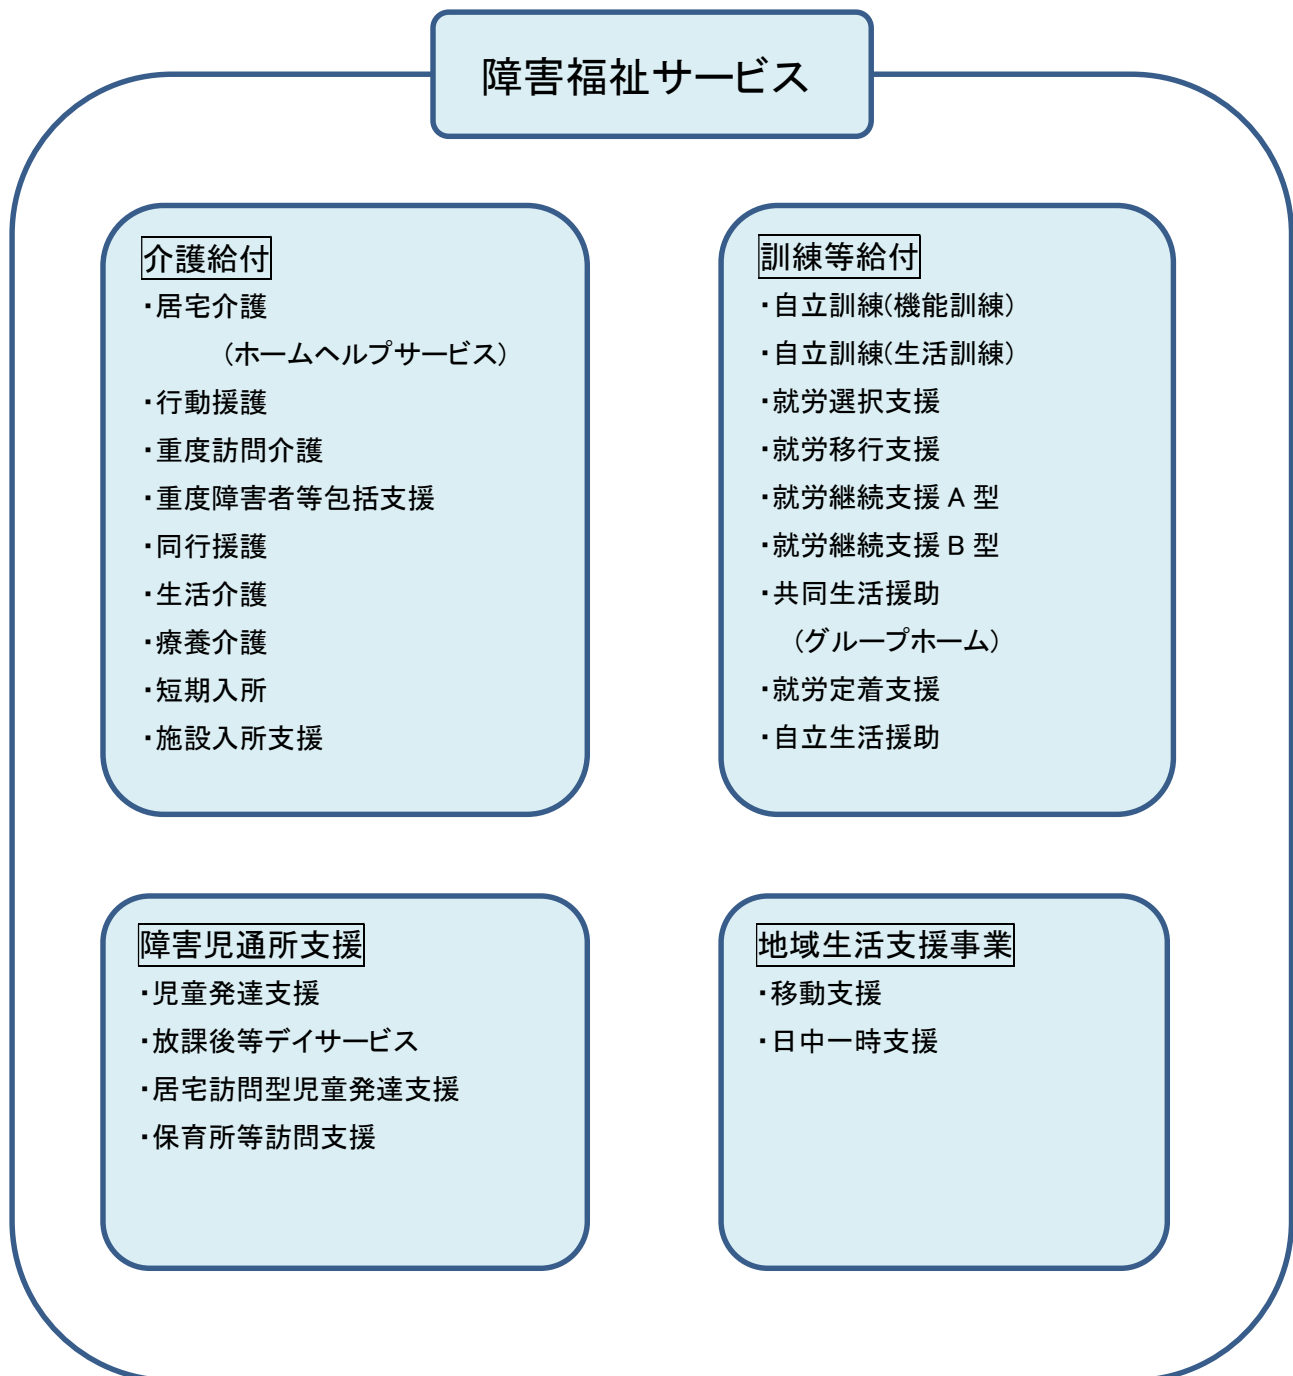 障害福祉サービス
介護給付
・居宅介護
(ホームヘルプサービス)
・行動援護
・重度訪問介護
・重度障害者等包括支援
・同行援護
・生活介護
・療養介護
・短期入所
・施設入所支援
訓練等給付
・自立訓練(機能訓練)
・自立訓練(生活訓練)
・就労選択支援
・就労移行支援
・就労継続支援 A 型
・就労継続支援 B 型
・共同生活援助
(グループホーム)
・就労定着支援
・自立生活援助
障害児通所支援
・児童発達支援
・放課後等デイサービス
・居宅訪問型児童発達支援
・保育所等訪問支援
地域生活支援事業
・移動支援
・日中一時支援